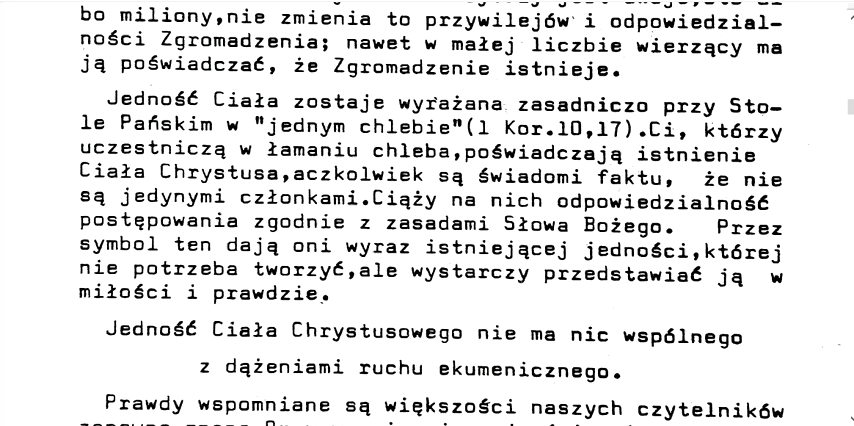 bo miliony,nie zmienia to przywilejów i odpowiedzial-
ności Zgromadzenia; nawet w małej liczbie wierzący ma
ją poświadczać, że Zgromadzenie istnieje.
Jedność Ciała zostaje wyrażana zasadniczo przy Sto-
le Pańskim w "jednym chlebie"(1 Kor.10,17).Ci, którzy
uczestniczą w łamaniu chleba,poświadczają istnienie
Ciała Chrystusa,aczkolwiek są świadomi faktu, że nie
są jedynymi członkami.Ciąży na nich odpowiedzialność
postępowania zgodnie z zasadami Słowa Bożego. Przez
symbol ten dają oni wyraz istniejącej jedności,której
nie potrzeba tworzyć,ale wystarczy przedstawiać ją w
miłości i prawdzie.
Jedność Ciała Chrystusowego nie ma nic wspólnego
z dążeniami ruchu ekumenicznego.
Prawdy wspomniane są większości naszych czytelników